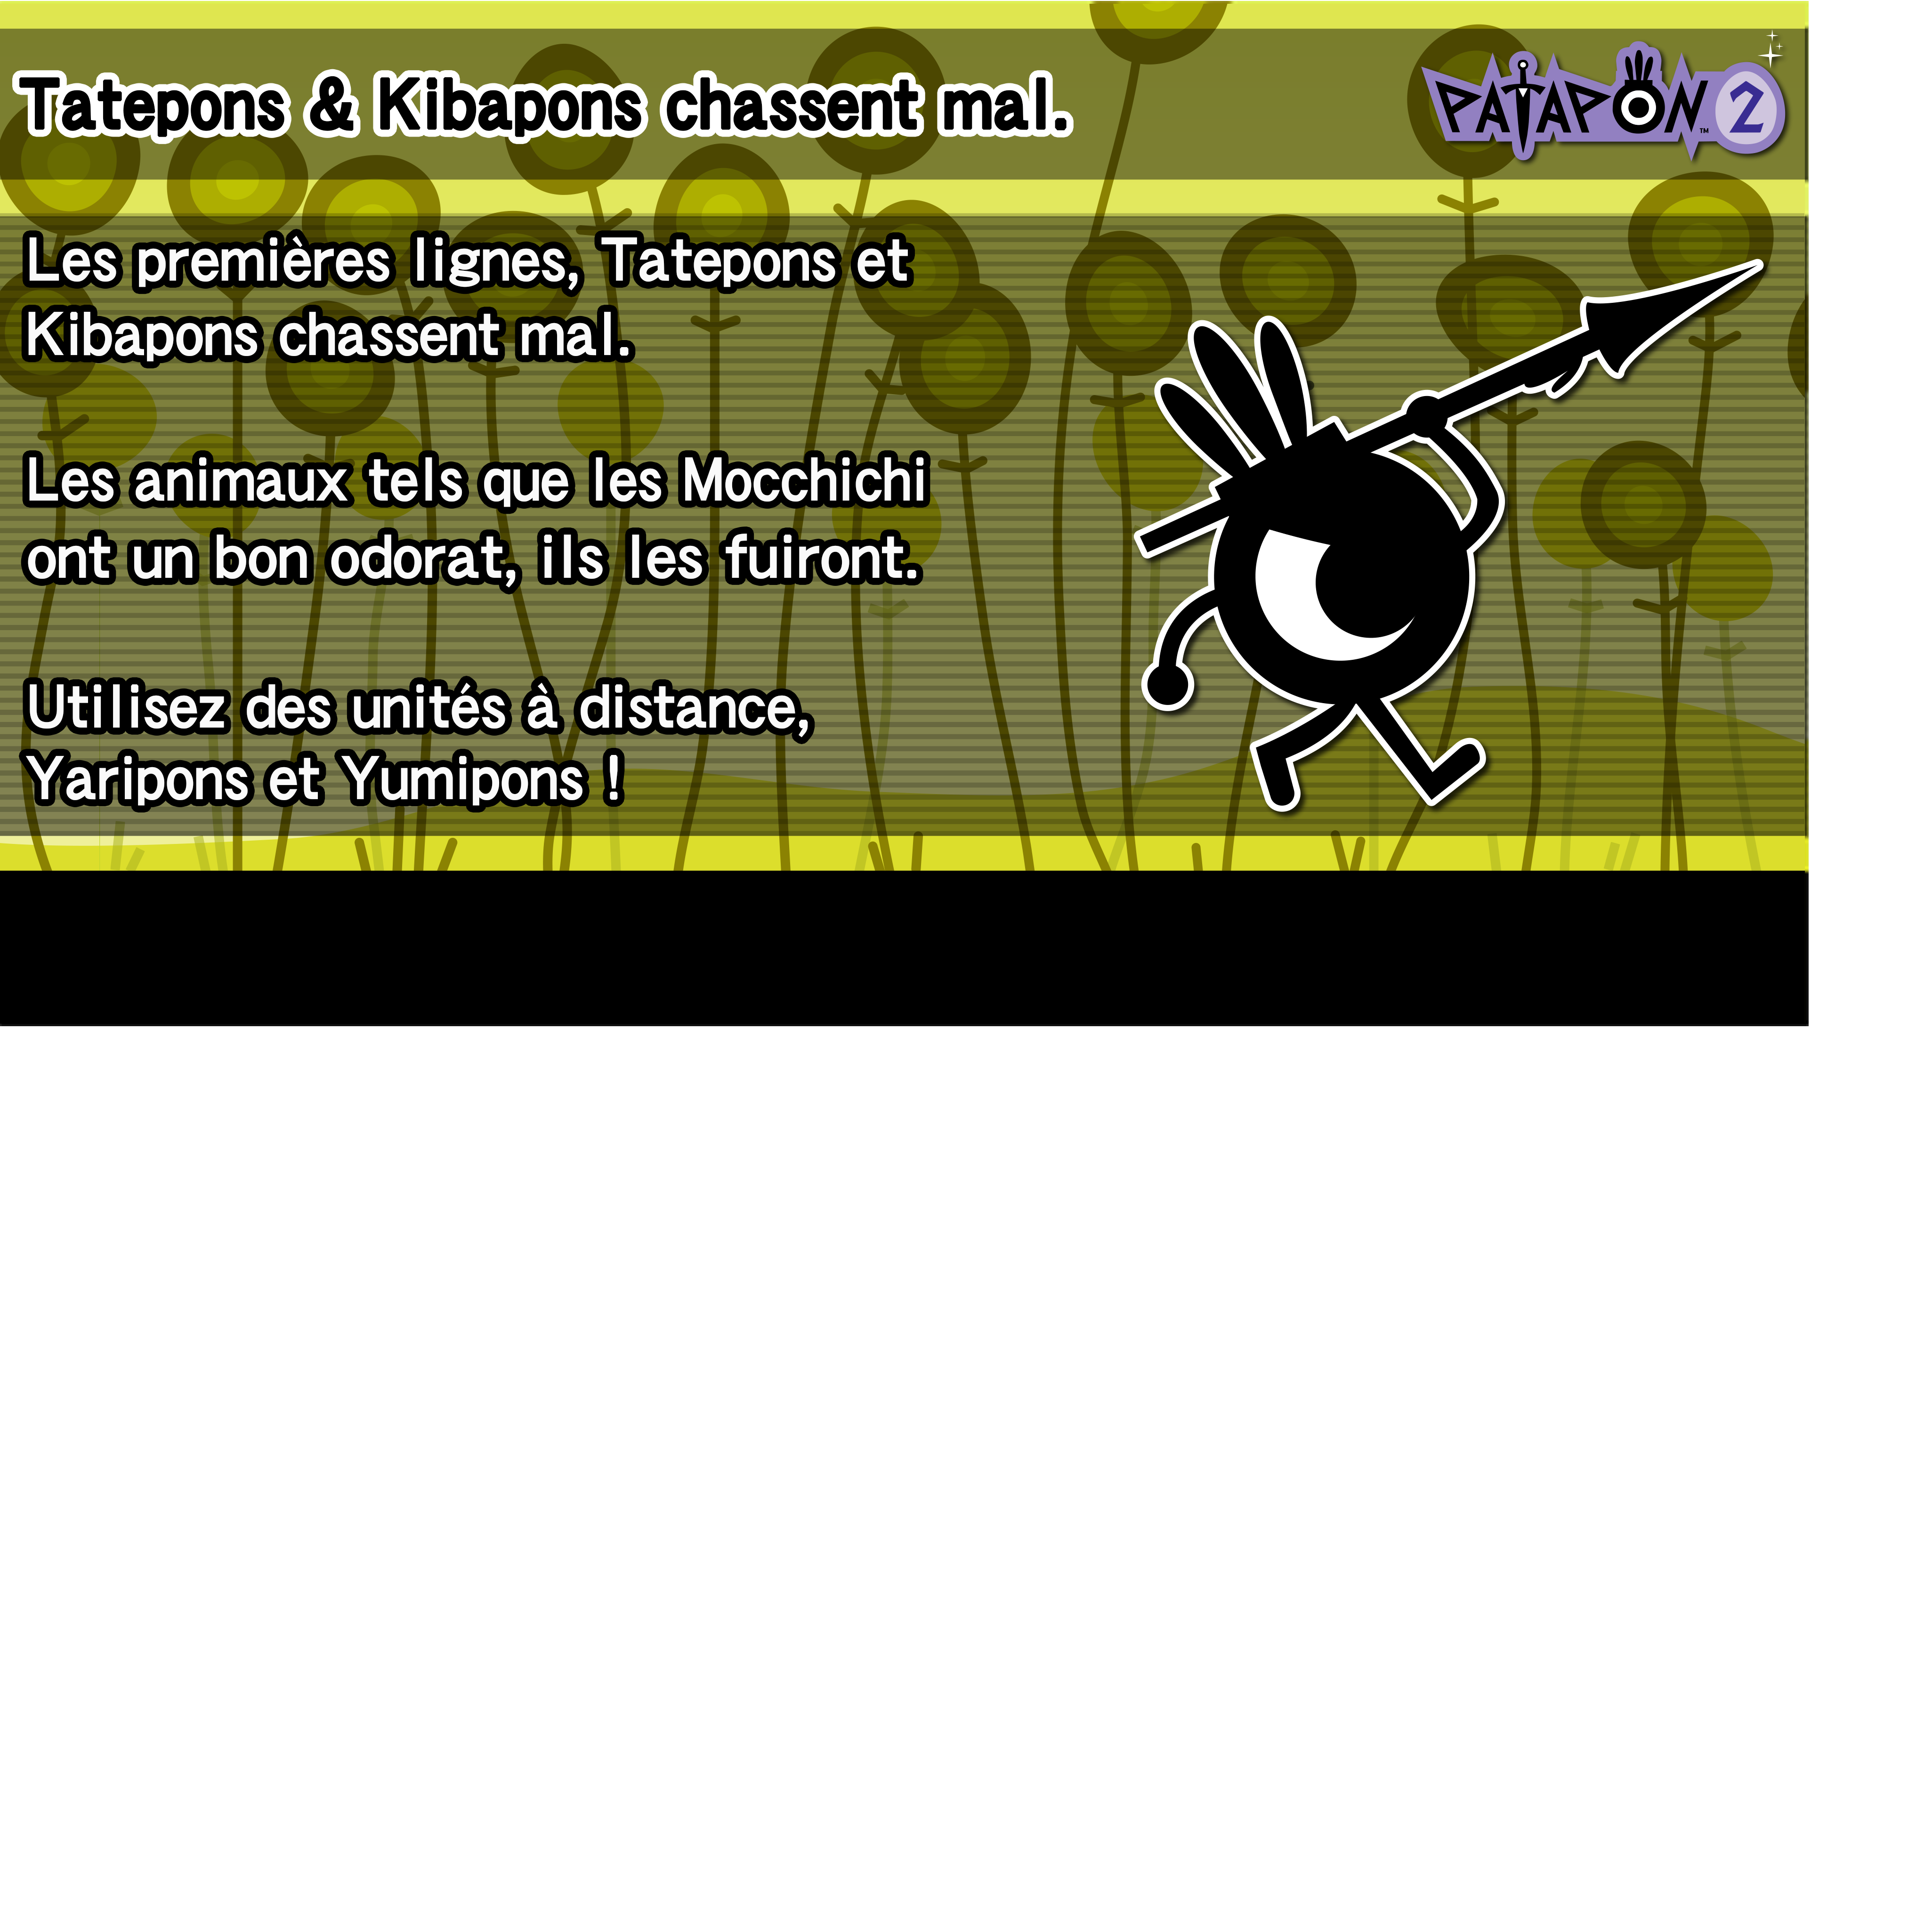 Tatepons & Kibapons chassent mal.
PATAPON™ 2
Les premières lignes, Tatepons et
Kibapons chassent mal.
Les animaux tels que les Mocchichi
ont un bon odorat, ils les fuiront.
Utilisez des unités à distance,
Yaripons et Yumipons !